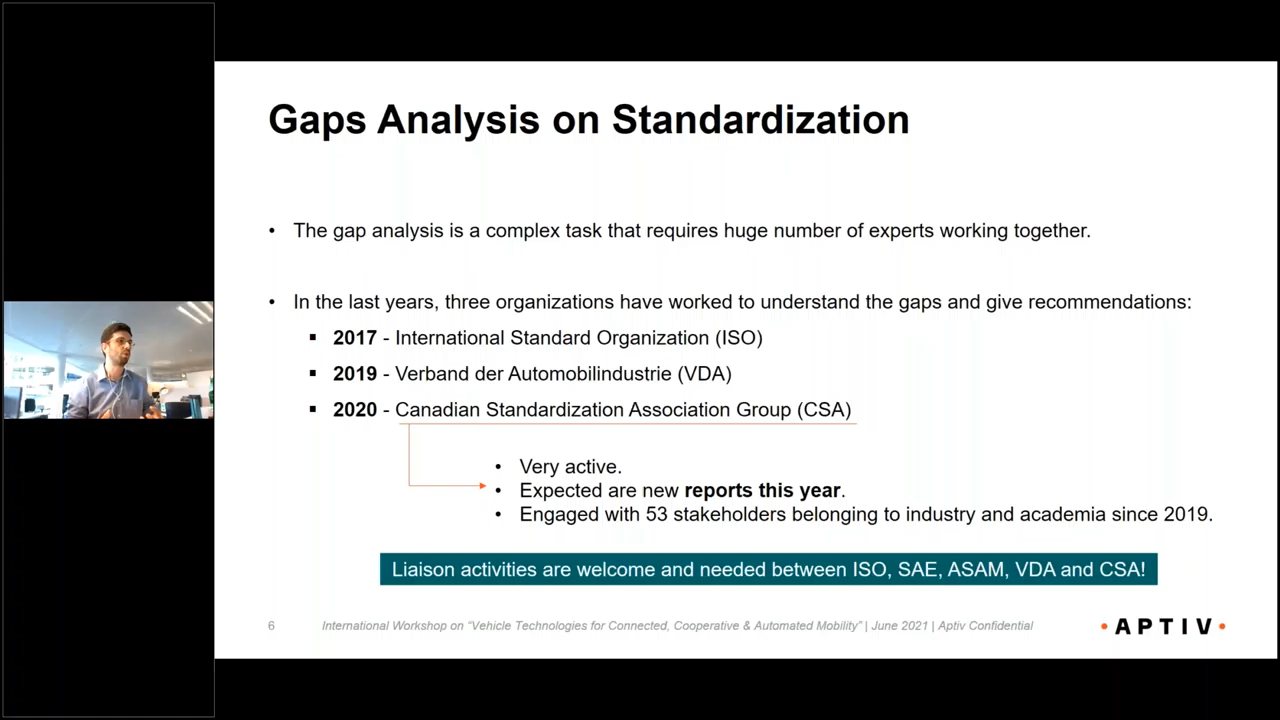 Gaps Analysis on Standardization
• The gap analysis is a complex task that requires huge number of experts working together.
• In the last years, three organizations have worked to understand the gaps and give recommendations:
▪ 2017 - International Standard Organization (ISO)
▪ 2019 - Verband der Automobilindustrie (VDA)
▪ 2020 - Canadian Standardization Association Group (CSA)
• Very active.
• Expected are new reports this year.
• Engaged with 53 stakeholders belonging to industry and academia since 2019.
Liaison activities are welcome and needed between ISO, SAE, ASAM, VDA and CSA!
6 International Workshop on “Vehicle Technologies for Connected, Cooperative & Automated Mobility” | June 2021 | Aptiv Confidential
• APTIV •